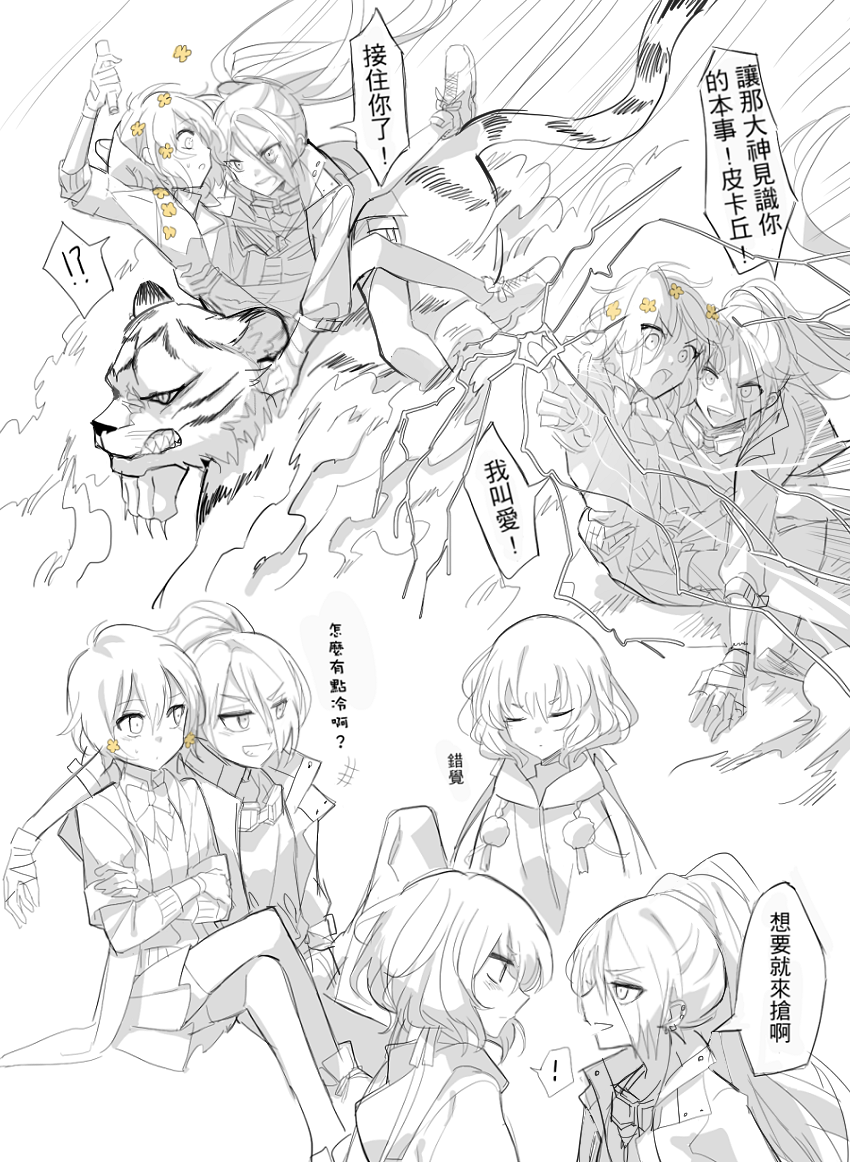 接住你了！
讓那大神見識你
的本事！皮卡丘！
！？
我叫愛！
怎麼有點冷啊？
錯覺
想要就來搶啊
！